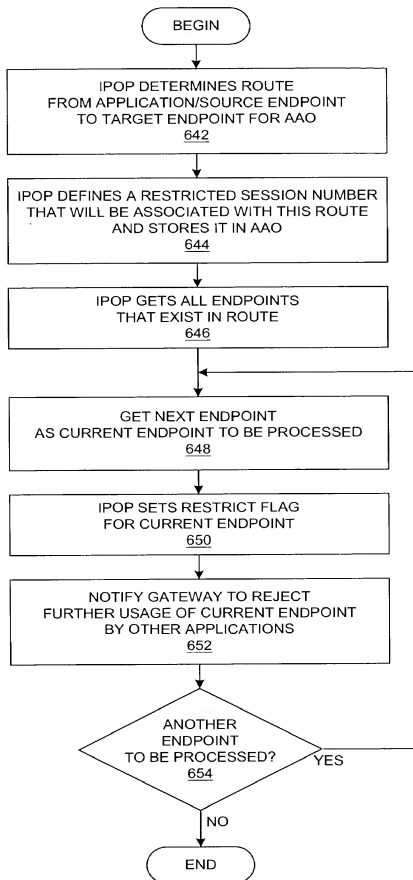 BEGIN
IPOP DETERMINES ROUTE
FROM APPLICATION/SOURCE ENDPOINT
TO TARGET ENDPOINT FOR AAO
642
IPOP DEFINES A RESTRICTED SESSION NUMBER
THAT WILL BE ASSOCIATED WITH THIS ROUTE
AND STORES IT IN AAO
644
IPOP GETS ALL ENDPOINTS
THAT EXIST IN ROUTE
646
GET NEXT ENDPOINT
AS CURRENT ENDPOINT TO BE PROCESSED
648
IPOP SETS RESTRICT FLAG
FOR CURRENT ENDPOINT
650
NOTIFY GATEWAY TO REJECT
FURTHER USAGE OF CURRENT ENDPOINT
BY OTHER APPLICATIONS
652
ANOTHER
ENDPOINT
TO BE PROCESSED?
654
YES
NO
END